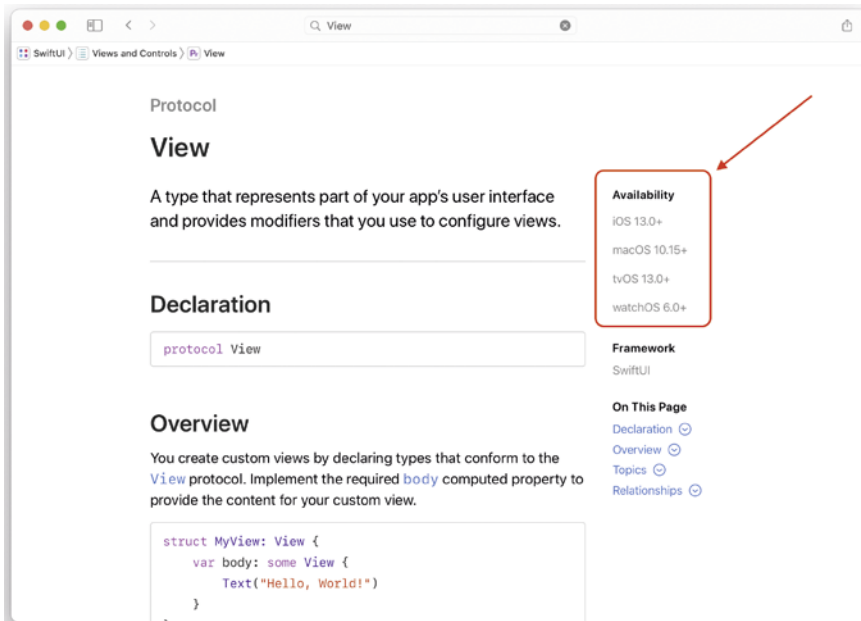 View
SwiftUI
Views and Controls
Pr
View
Protocol
View
A type that represents part of your app's user interface
and provides modifiers that you use to configure views.
Declaration
protocol View
Overview
You create custom views by declaring types that conform to the
View protocol. Implement the required body computed property to
provide the content for your custom view.
struct MyView: View {
    var body: some View {
        Text("Hello, World!")
    }
Availability
iOS 13.0+
macOS 10.15+
tvOS 13.0+
watchOS 6.0+
Framework
SwiftUI
On This Page
Declaration
Overview
Topics
Relationships